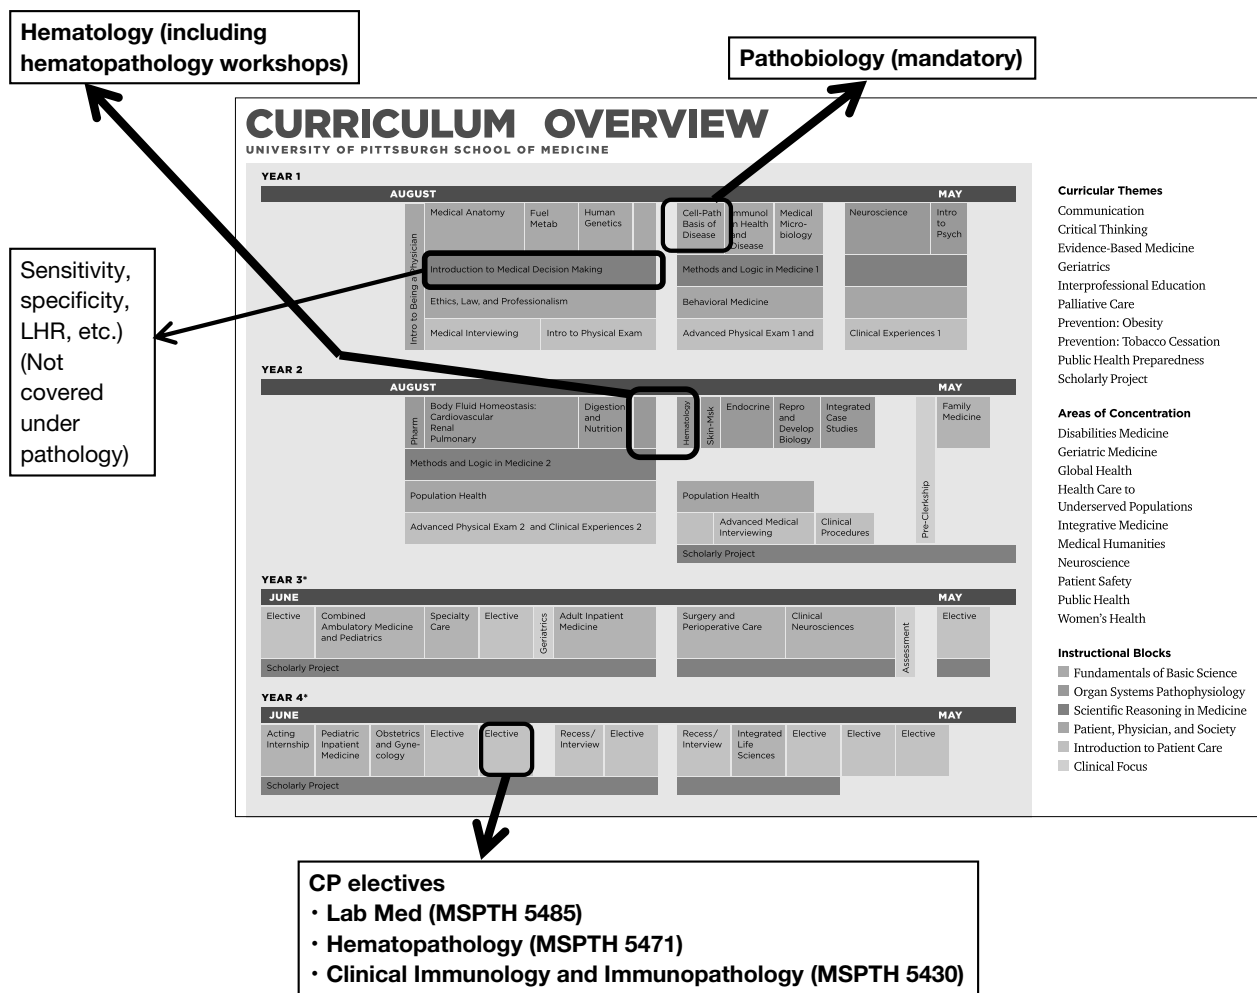 Hematology (including
hematopathology workshops)
Pathobiology (mandatory)
CURRICULUM OVERVIEW
UNIVERSITY OF PITTSBURGH SCHOOL OF MEDICINE
YEAR 1
AUGUST
MAY
Intro to Being a Physician
Medical Anatomy
Fuel
Metab
Human
Genetics
Cell-Path
Basis of
Disease
Immunol
in Health
and
Disease
Medical
Micro-
biology
Neuroscience
Intro
to
Psych
Introduction to Medical Decision Making
Methods and Logic in Medicine 1
Ethics, Law, and Professionalism
Behavioral Medicine
Medical Interviewing
Intro to Physical Exam
Advanced Physical Exam 1 and
Clinical Experiences 1
Sensitivity,
specificity,
LHR, etc.)
(Not
covered
under
pathology)
YEAR 2
AUGUST
MAY
Pharm
Body Fluid Homeostasis:
Cardiovascular
Renal
Pulmonary
Digestion
and
Nutrition
Hematology
Skin-Msk
Endocrine
Repro
and
Develop
Biology
Integrated
Case
Studies
Pre-Clerkship
Family
Medicine
Methods and Logic in Medicine 2
Population Health
Population Health
Advanced Physical Exam 2 and Clinical Experiences 2
Advanced Medical
Interviewing
Clinical
Procedures
Scholarly Project
YEAR 3*
JUNE
MAY
Elective
Combined
Ambulatory Medicine
and Pediatrics
Specialty
Care
Elective
Geriatrics
Adult Inpatient
Medicine
Surgery and
Perioperative Care
Clinical
Neurosciences
Assessment
Elective
Scholarly Project
YEAR 4*
JUNE
MAY
Acting
Internship
Pediatric
Inpatient
Medicine
Obstetrics
and Gyne-
cology
Elective
Elective
Recess/
Interview
Elective
Recess/
Interview
Integrated
Life
Sciences
Elective
Elective
Elective
Scholarly Project
Curricular Themes
Communication
Critical Thinking
Evidence-Based Medicine
Geriatrics
Interprofessional Education
Palliative Care
Prevention: Obesity
Prevention: Tobacco Cessation
Public Health Preparedness
Scholarly Project
Areas of Concentration
Disabilities Medicine
Geriatric Medicine
Global Health
Health Care to
Underserved Populations
Integrative Medicine
Medical Humanities
Neuroscience
Patient Safety
Public Health
Women's Health
Instructional Blocks
Fundamentals of Basic Science
Organ Systems Pathophysiology
Scientific Reasoning in Medicine
Patient, Physician, and Society
Introduction to Patient Care
Clinical Focus
CP electives
・Lab Med (MSPTH 5485)
・Hematopathology (MSPTH 5471)
・Clinical Immunology and Immunopathology (MSPTH 5430)